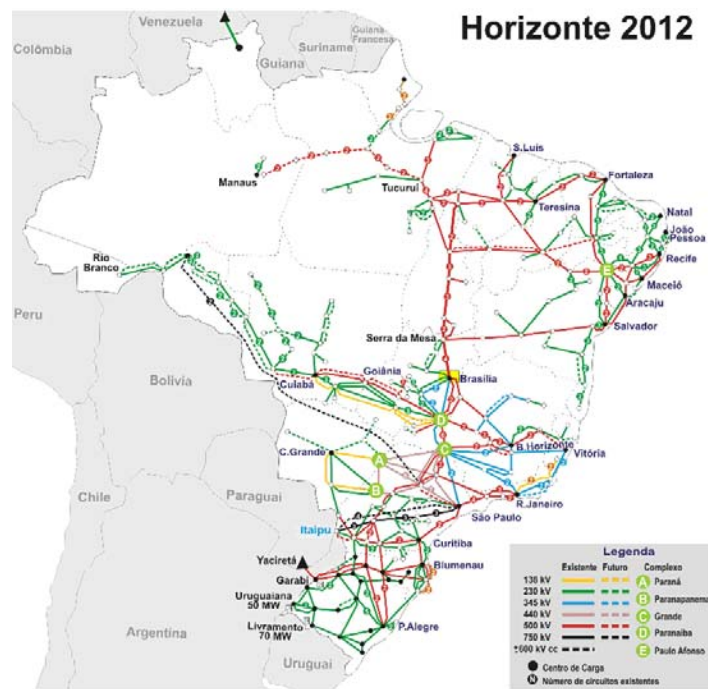 Horizonte 2012
Venezuela
Colômbia
Guiana
Suriname
Guiana
Francesa
Manaus
Tucuruí
S.Luís
Fortaleza
Teresina
Natal
João
Pessoa
Recife
Maceió
Aracaju
Salvador
E
Rio
Branco
Peru
Serra da Mesa
Bolívia
Cuiabá
Goiânia
Brasília
D
C
B.Horizonte
Vitória
C.Grande
A
B
R.Janeiro
São Paulo
Chile
Paraguai
Itaipu
Curitiba
Blumenau
Yaciretá
Garabi
Uruguaiana
50 MW
Livramento
70 MW
P.Alegre
Argentina
Uruguai
Legenda
Existente Futuro Complexo
138 kV A Paraná
230 kV B Paranapanema
345 kV C Grande
440 kV D Paranaíba
500 kV E Paulo Afonso
750 kV
±600 kV cc
Centro de Carga
N Número de circuitos existentes